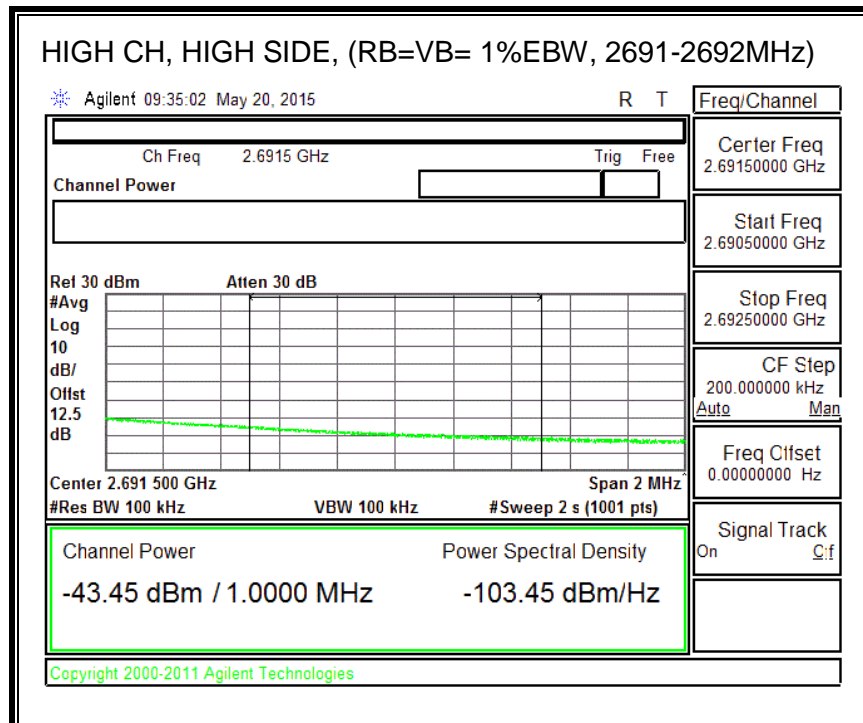 HIGH CH, HIGH SIDE, (RB=VB= 1%EBW, 2691-2692MHz)
Agilent 09:35:02 May 20, 2015 R T
Freq/Channel
Ch Freq 2.6915 GHz Trig Free
Channel Power
Center Freq
2.69150000 GHz
Start Freq
2.69050000 GHz
Stop Freq
2.69250000 GHz
CF Step
200.000000 kHz
Auto Man
Freq Offset
0.00000000 Hz
Signal Track
On Off
Ref 30 dBm Atten 30 dB
#Avg
Log
10
dB/
Offst
12.5
dB
Center 2.691 500 GHz Span 2 MHz^
#Res BW 100 kHz VBW 100 kHz #Sweep 2 s (1001 pts)
Channel Power Power Spectral Density
-43.45 dBm / 1.0000 MHz -103.45 dBm/Hz
Copyright 2000-2011 Agilent Technologies